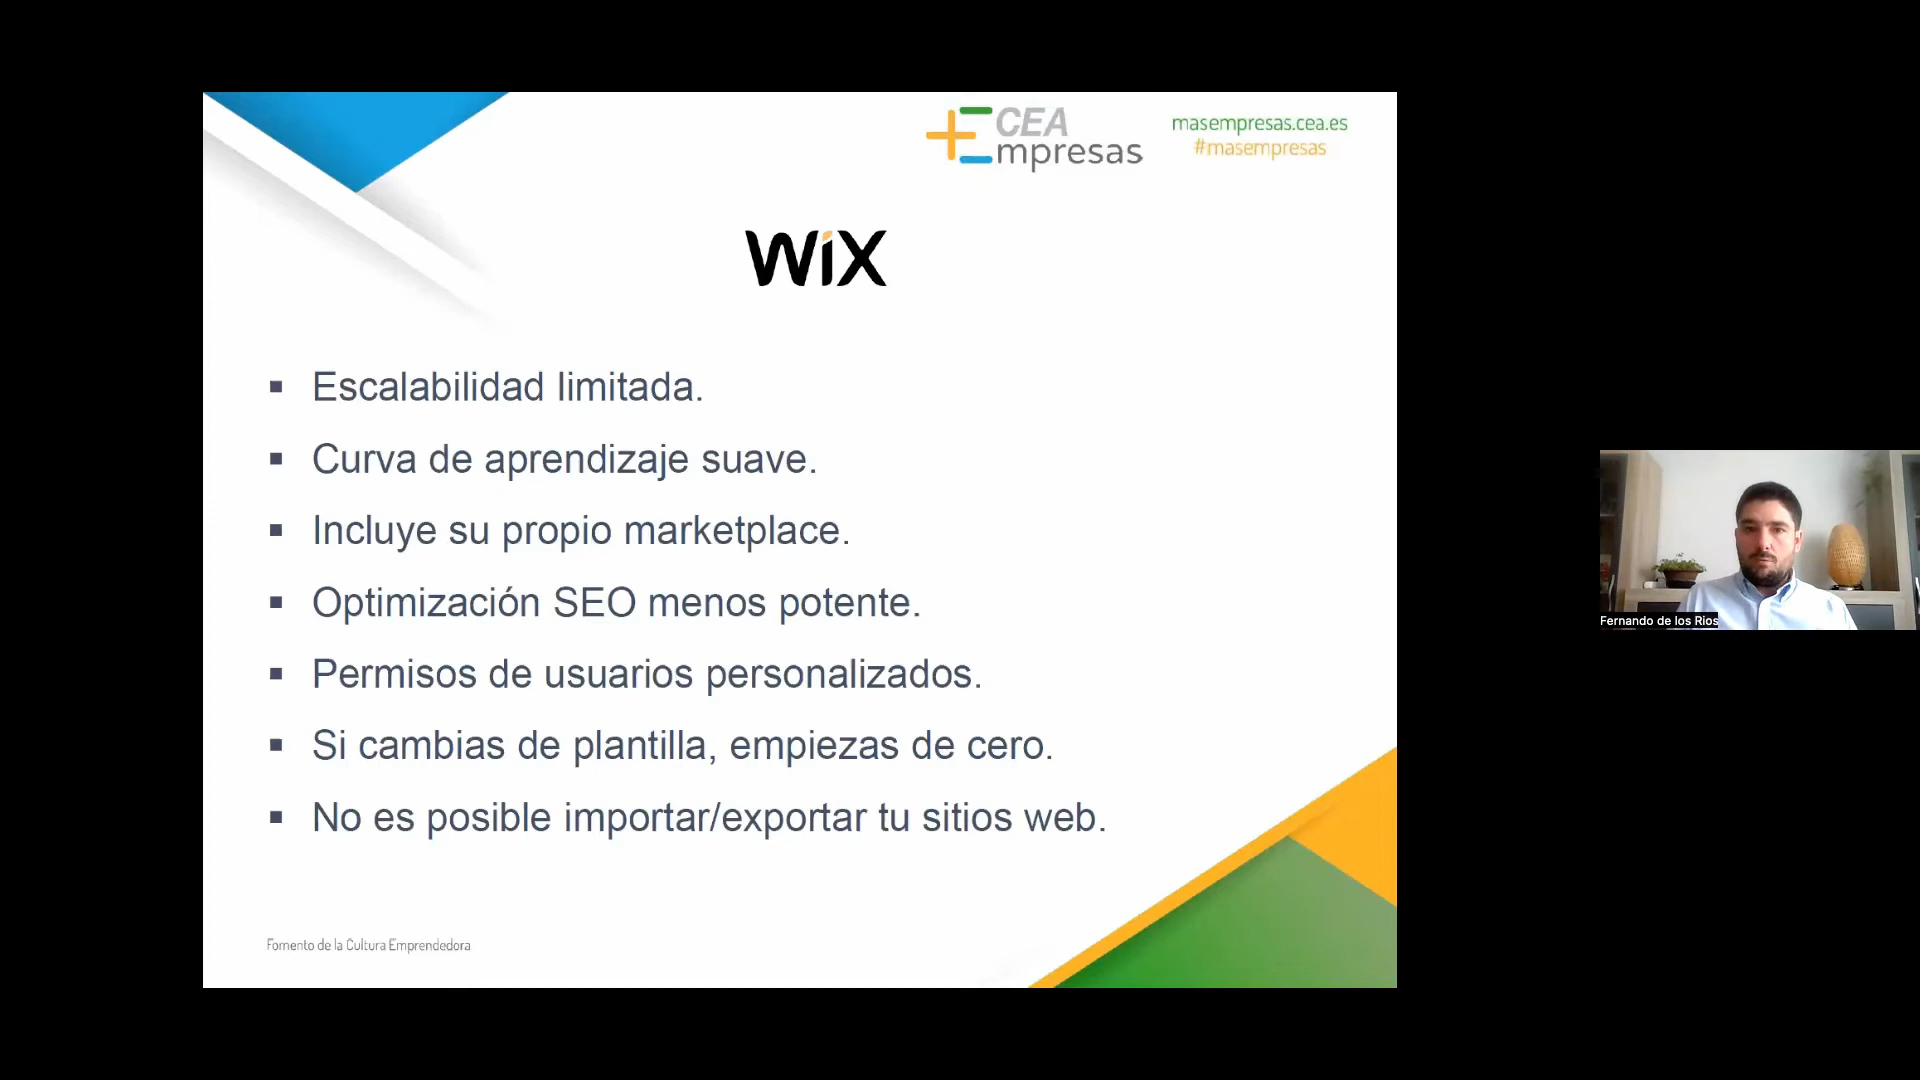 CEA
Empresas
masempresas.cea.es
#masempresas
WiX
Escalabilidad limitada.
Curva de aprendizaje suave.
Incluye su propio marketplace.
Optimización SEO menos potente.
Permisos de usuarios personalizados.
Si cambias de plantilla, empiezas de cero.
No es posible importar/exportar tu sitios web.
Fomento de la Cultura Emprendedora
Fernando de los Rios